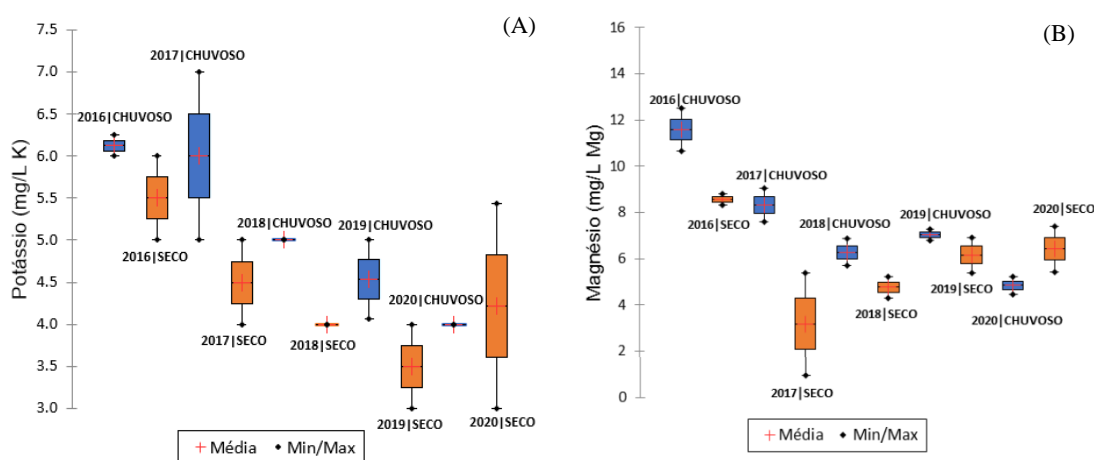 (A)
Potássio (mg/L K)
7.5
7.0
6.5
6.0
5.5
5.0
4.5
4.0
3.5
3.0
2016|CHUVOSO
2016|SECO
2017|CHUVOSO
2017|SECO
2018|CHUVOSO
2018|SECO
2019|CHUVOSO
2019|SECO
2020|CHUVOSO
2020|SECO
Média Min/Max
(B)
Magnésio (mg/L Mg)
16
14
12
10
8
6
4
2
0
2016|CHUVOSO
2016|SECO
2017|CHUVOSO
2017|SECO
2018|CHUVOSO
2018|SECO
2019|CHUVOSO
2019|SECO
2020|CHUVOSO
2020|SECO
Média Min/Max